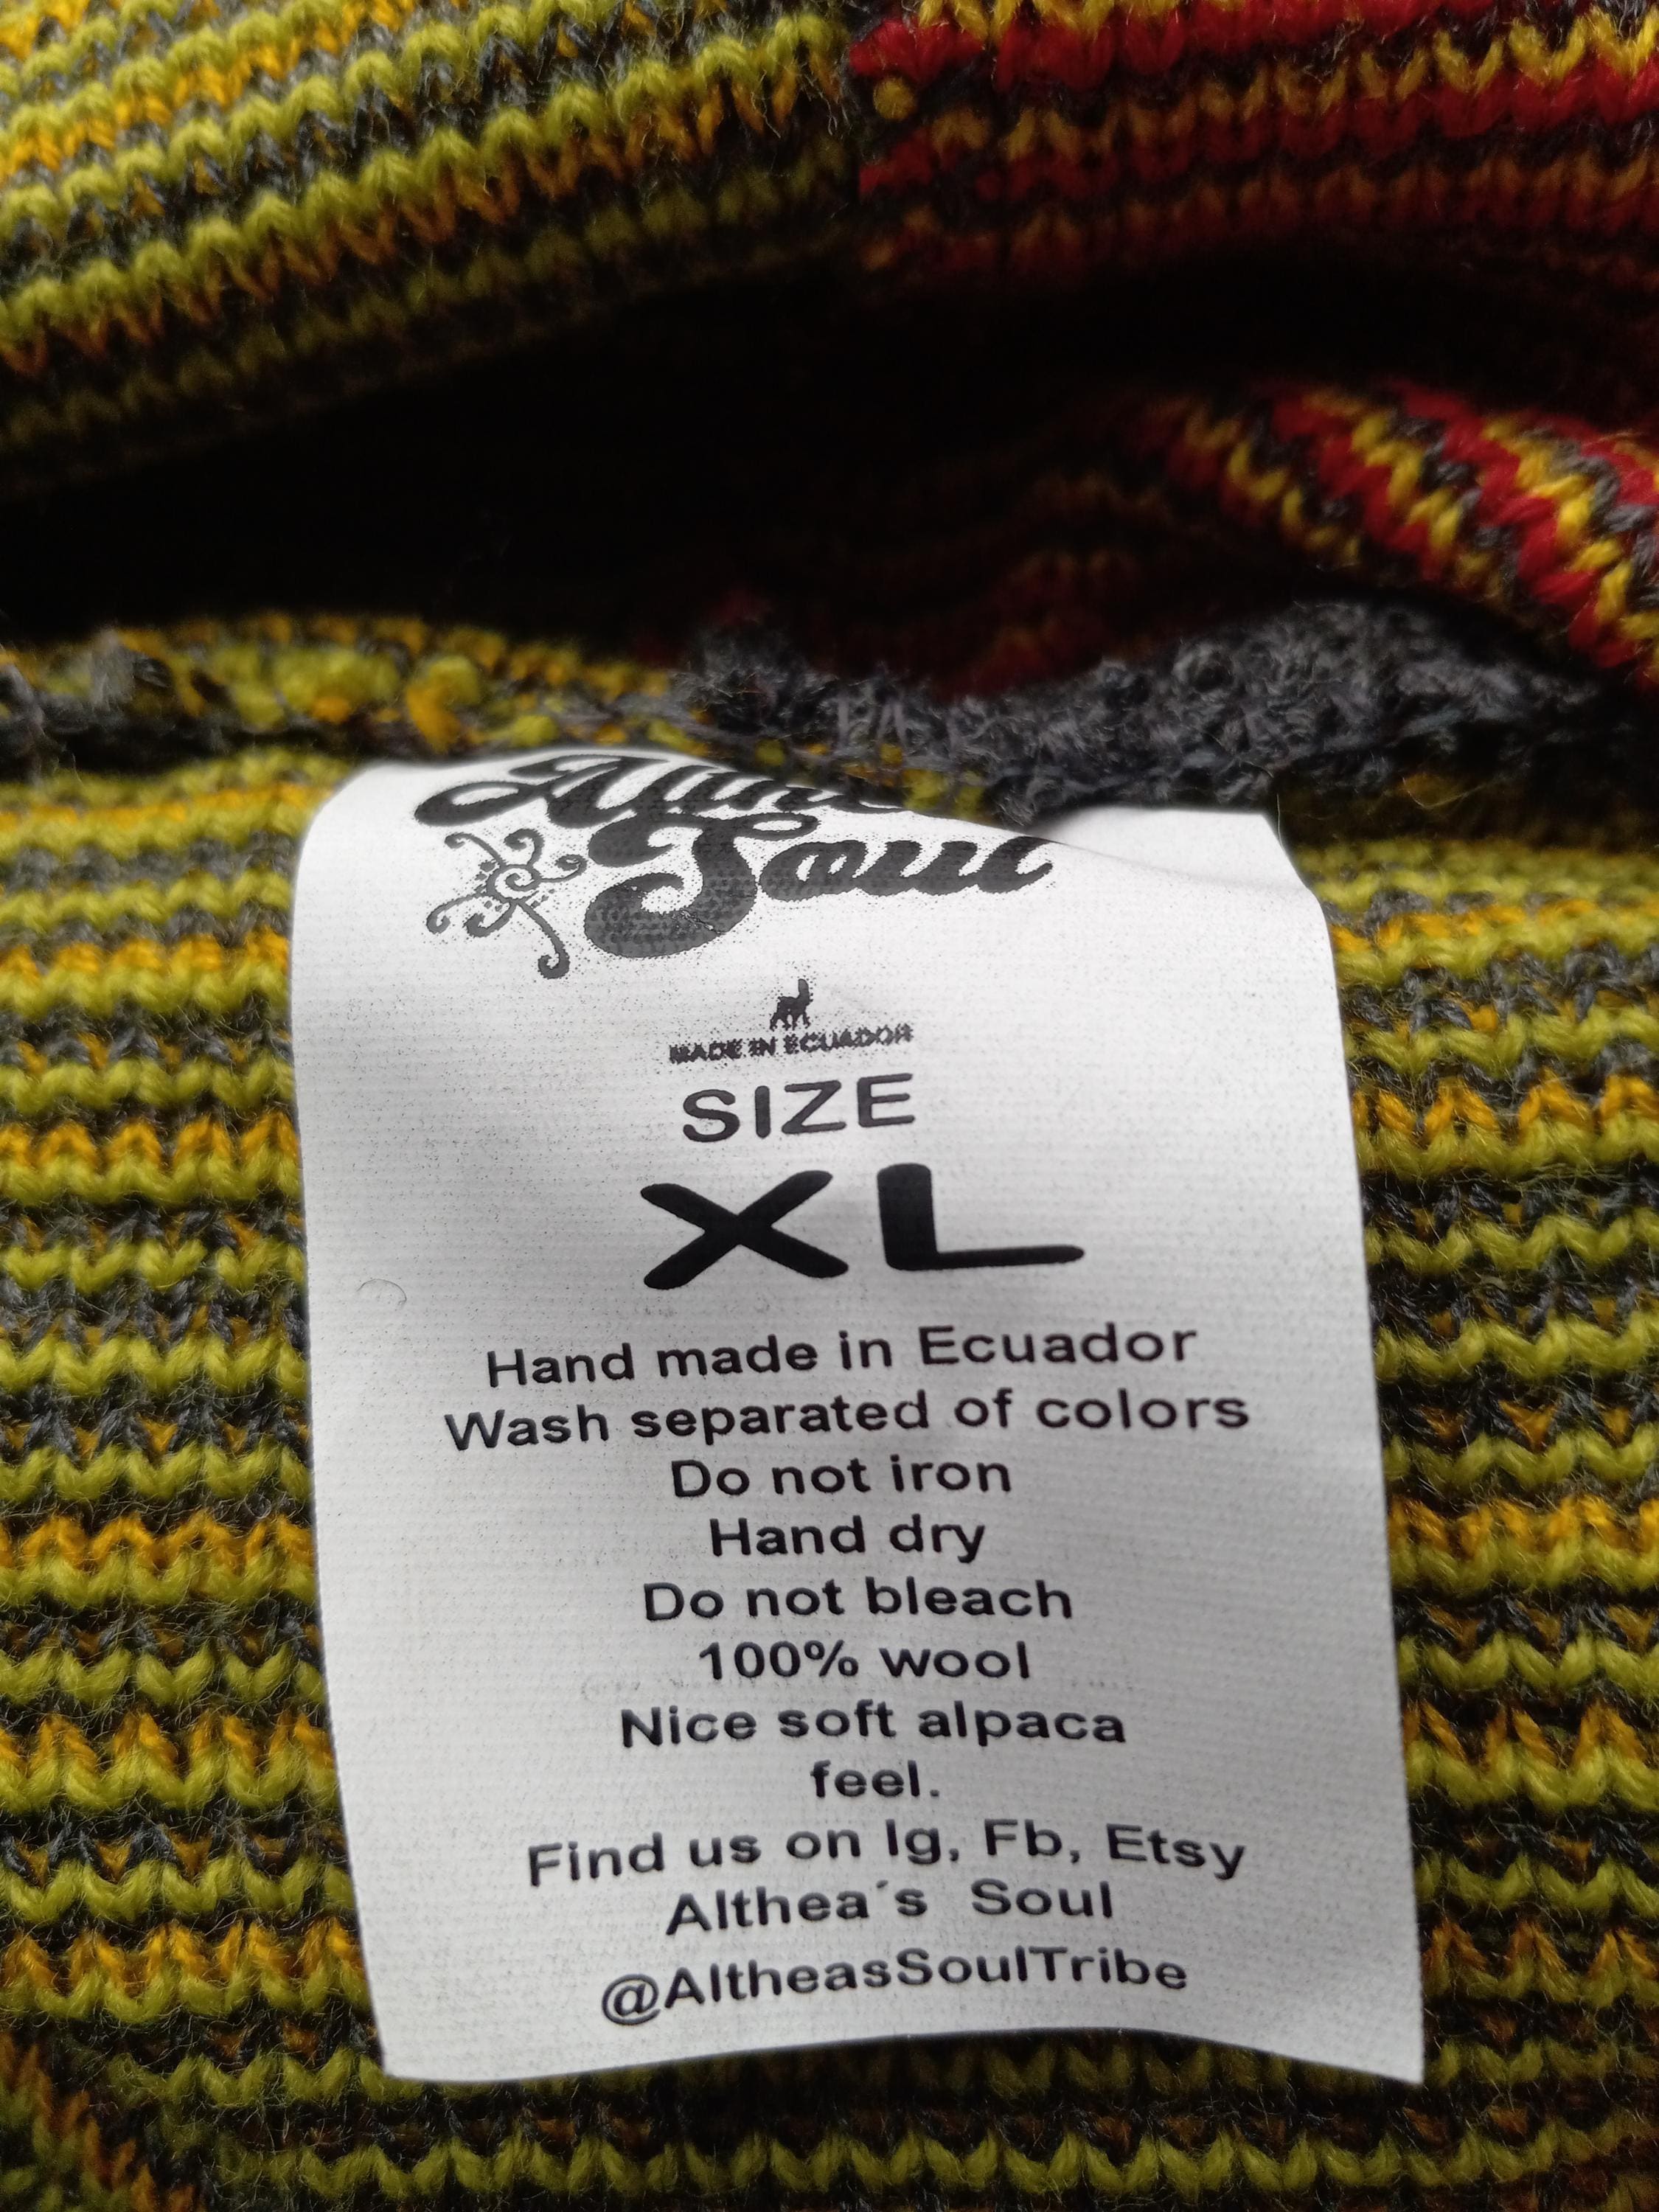 Soul
MADE IN ECUADOR
SIZE
XL
Hand made in Ecuador
Wash separated of colors
Do not iron
Hand dry
Do not bleach
100% wool
Nice soft alpaca
feel.
Find us on Ig, Fb, Etsy
Althea´s Soul
@AltheasSoulTribe